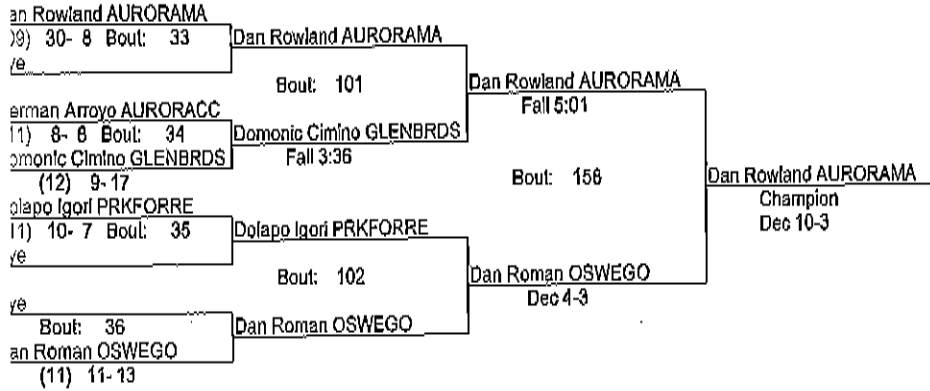 an Rowland AURORAMA
09) 30- 8 Bout: 33
ye
Dan Rowland AURORAMA
Bout: 101
erman Arroyo AURORACC
11) 8- 8 Bout: 34
omonic Cimino GLENBRDS
(12) 9-17
Domonic Cimino GLENBRDS
Fall 3:36
Dan Rowland AURORAMA
Fall 5:01
Bout: 158
olapo Igori PRKFORRE
11) 10- 7 Bout: 35
ye
Dolapo Igori PRKFORRE
Bout: 102
ye
Bout: 36
an Roman OSWEGO
(11) 11-13
Dan Roman OSWEGO
Dan Roman OSWEGO
Dec 4-3
Dan Rowland AURORAMA
Champion
Dec 10-3